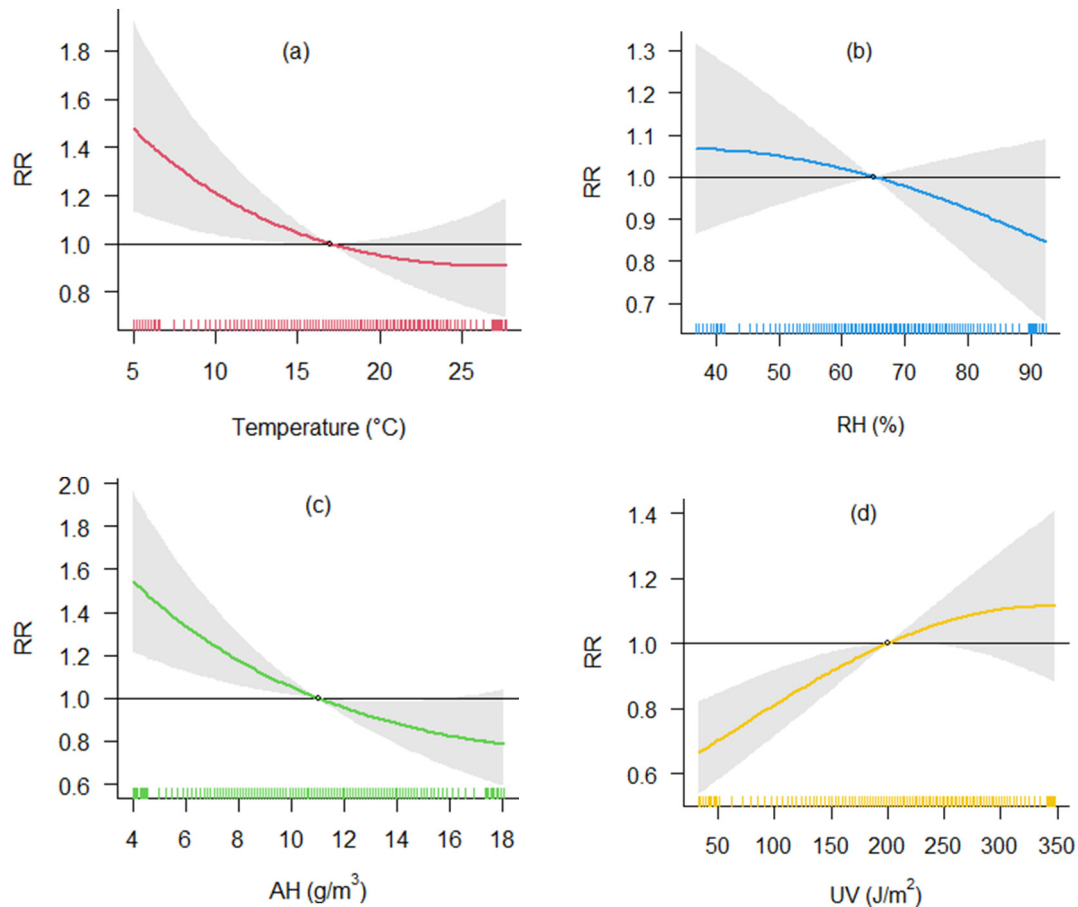 (a)
RR
1.8
1.6
1.4
1.2
1.0
0.8
5 10 15 20 25
Temperature (°C)
(b)
RR
1.3
1.2
1.1
1.0
0.9
0.8
0.7
40 50 60 70 80 90
RH (%)
(c)
RR
2.0
1.8
1.6
1.4
1.2
1.0
0.8
0.6
4 6 8 10 12 14 16 18
AH (g/m³)
(d)
RR
1.4
1.2
1.0
0.8
0.6
50 100 150 200 250 300 350
UV (J/m²)